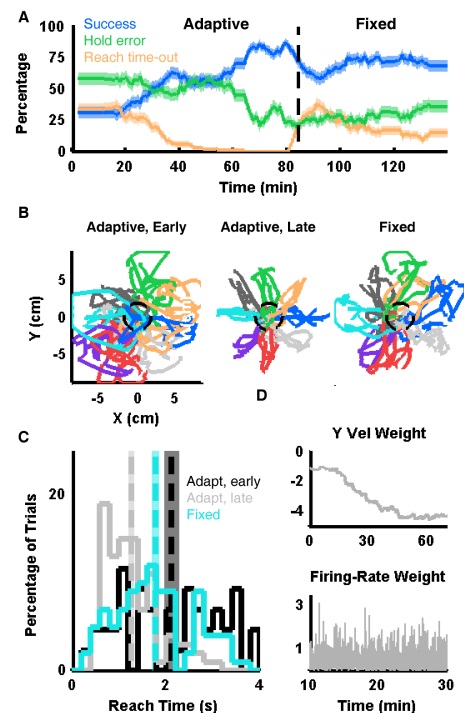 A
Success
Hold error
Reach time-out
Adaptive
Fixed
Percentage
100
75
50
25
0
0 20 40 60 80 100 120
Time (min)
B
Adaptive, Early
Adaptive, Late
Fixed
Y (cm)
5
0
-5
-5 0 5
X (cm)
D
C
Percentage of Trials
20
0
Adapt, early
Adapt, late
Fixed
0 2 4
Reach Time (s)
Y Vel Weight
0
-2
-4
0 30 60
Firing-Rate Weight
3
1
10 20 30
Time (min)